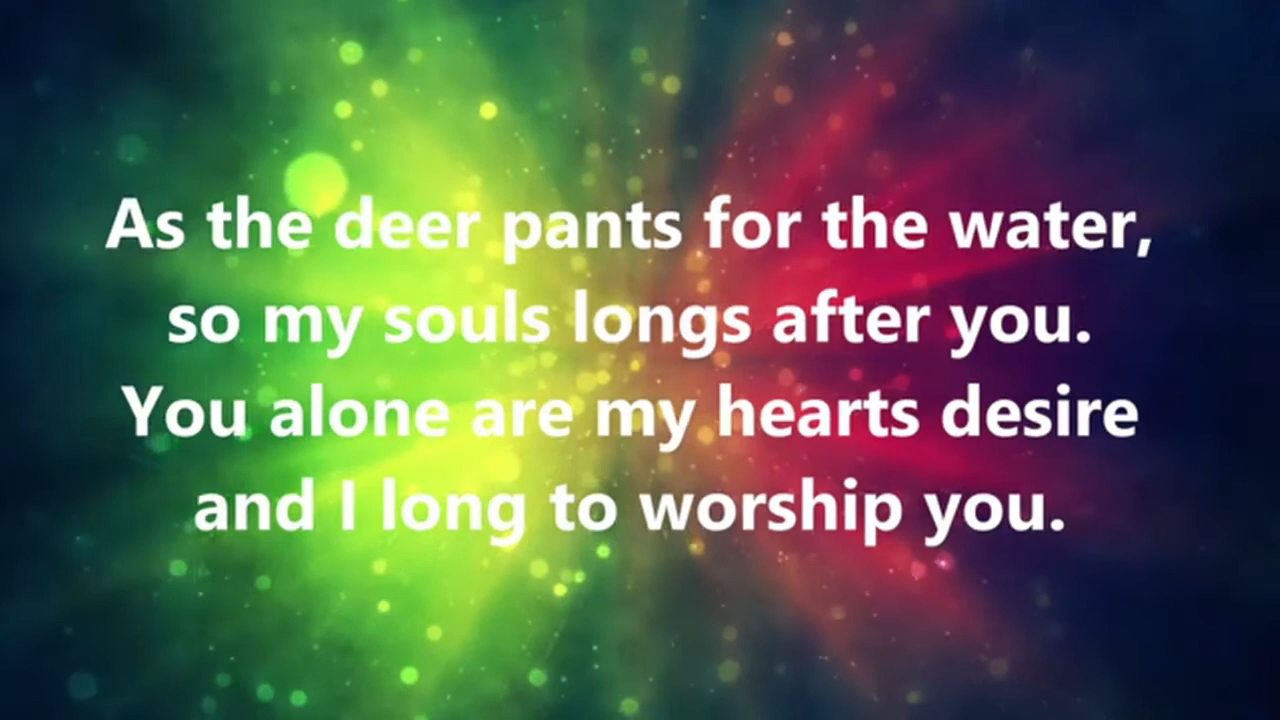 As the deer pants for the water,
so my souls longs after you.
You alone are my hearts desire
and I long to worship you.